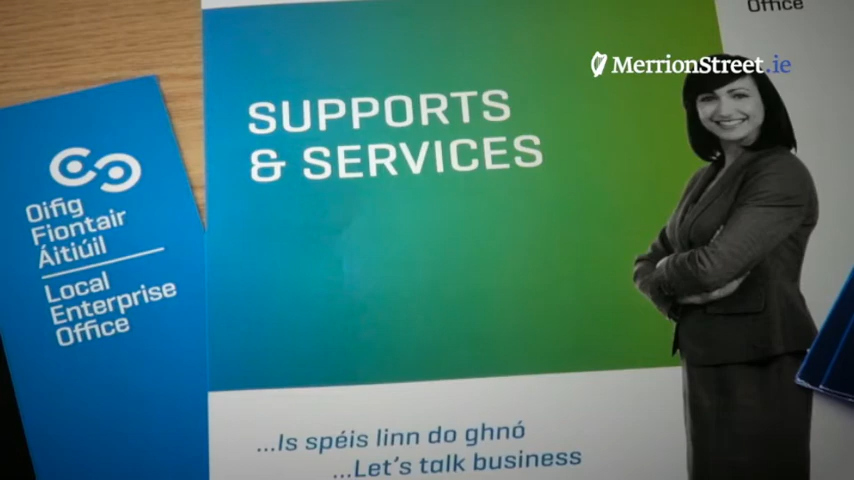 Office
MerrionStreet.ie
SUPPORTS
& SERVICES
Oifig
Fiontair
Áitiúil
Local
Enterprise
Office
...Is spéis linn do ghnó
...Let's talk business